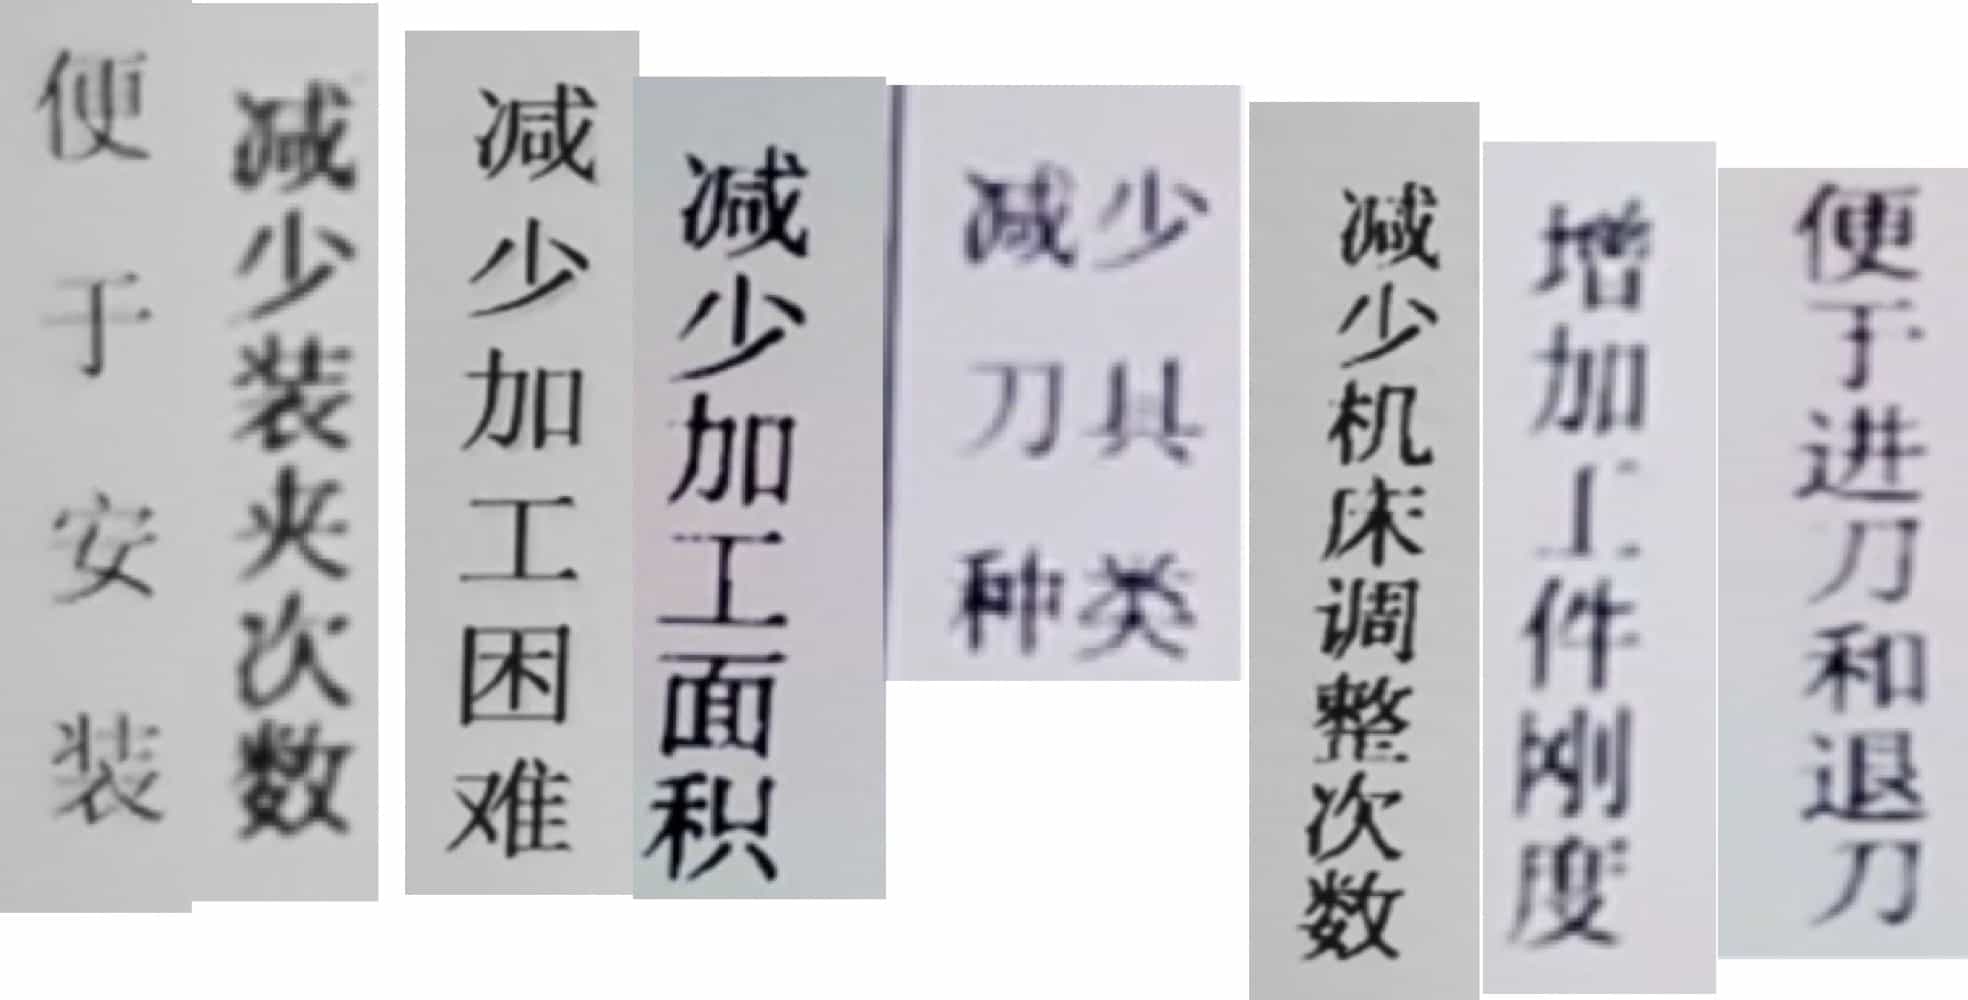 便于安装
减少装夹次数
减少加工困难
减少加工面积
减少
刀具
种类
减少机床调整次数
增加工件刚度
便于进刀和退刀